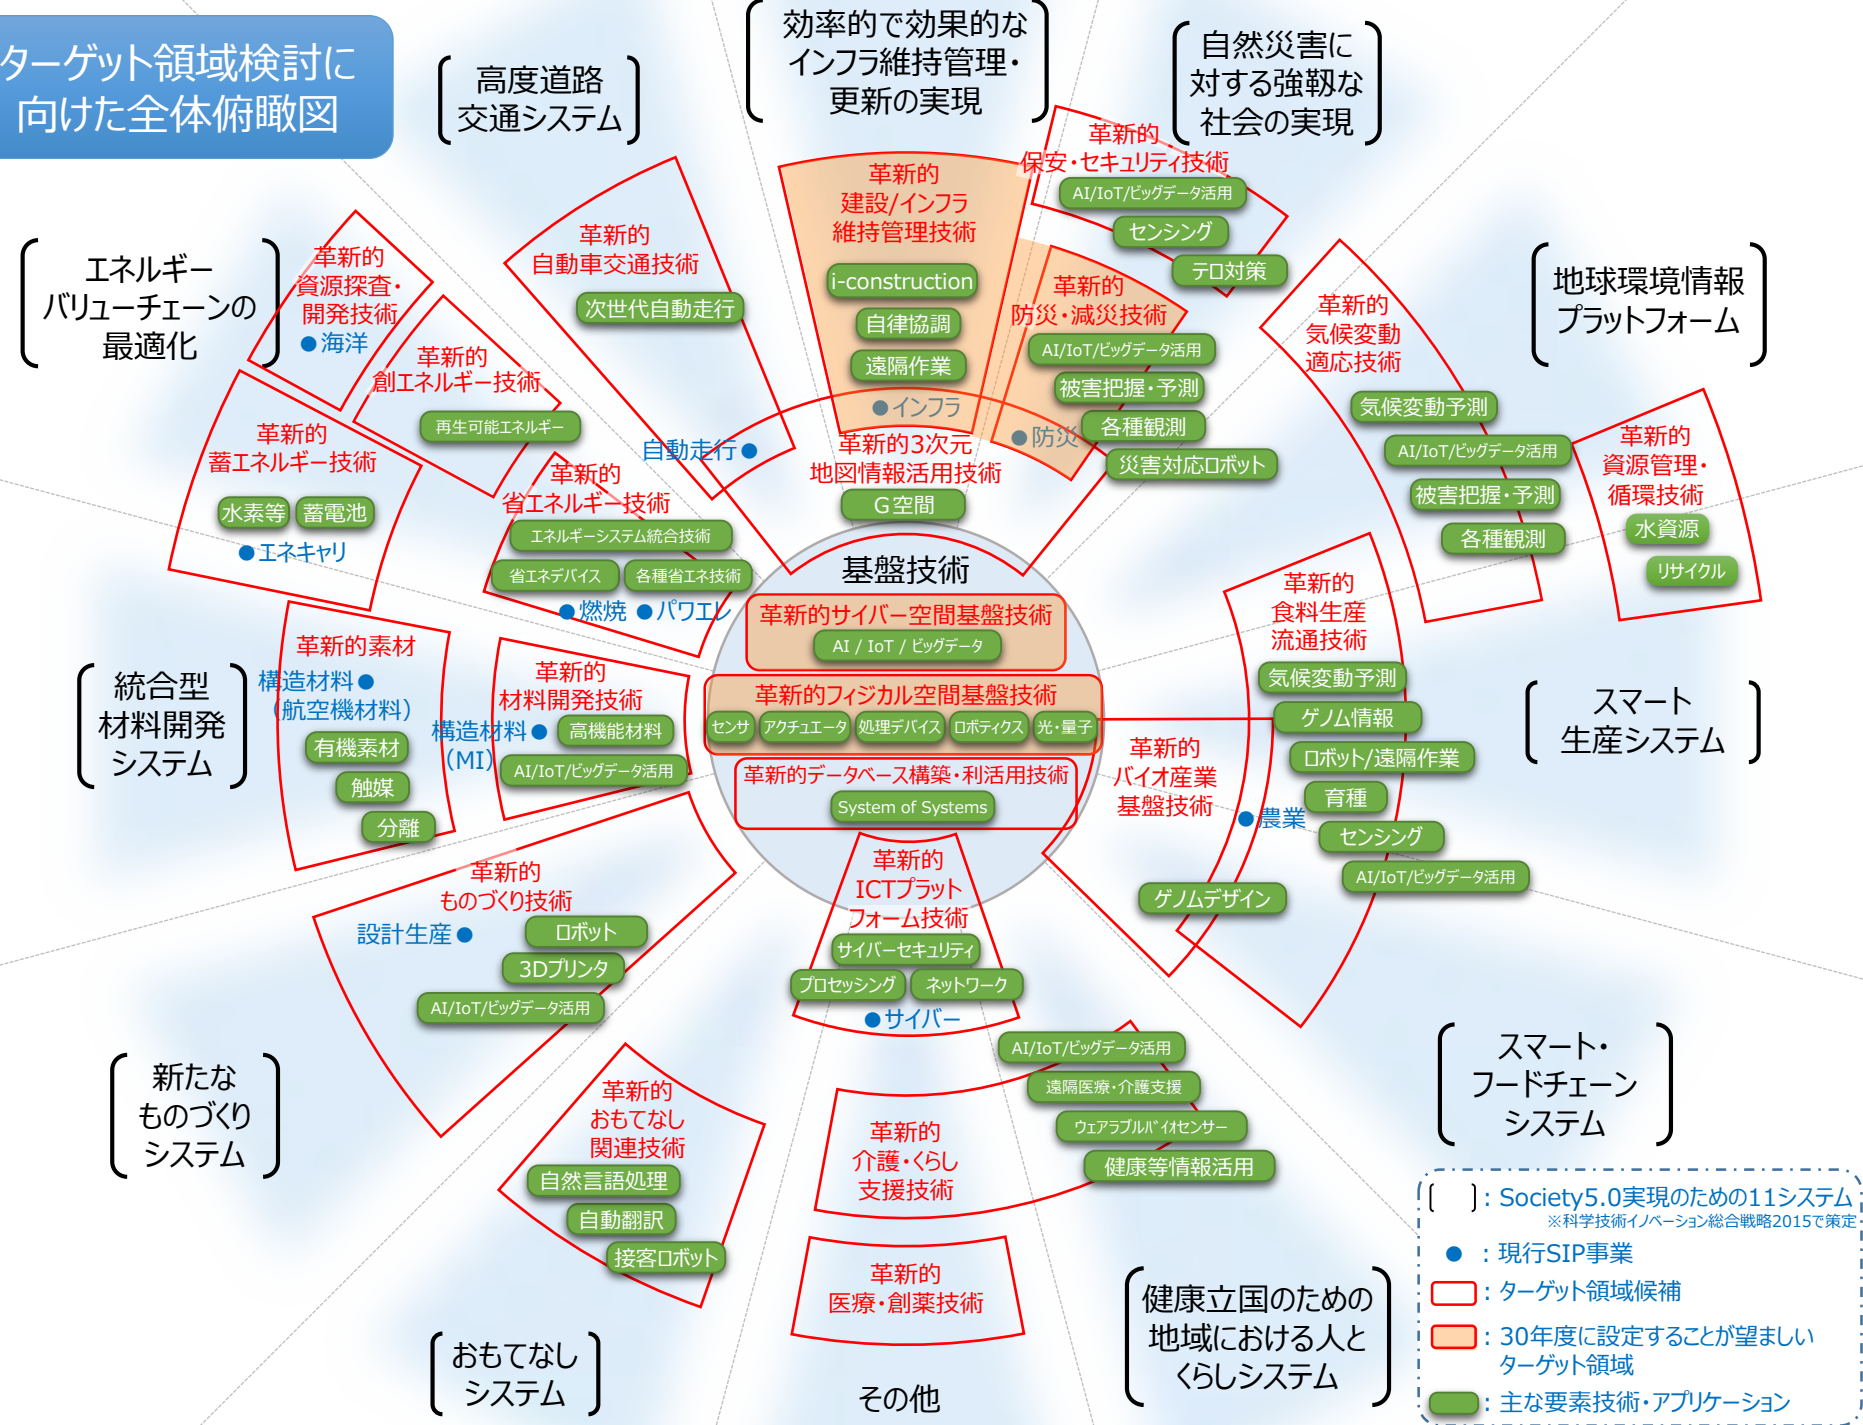 ターゲット領域検討に
向けた全体俯瞰図
高度道路
交通システム
効率的で効果的な
インフラ維持管理・
更新の実現
自然災害に
対する強靱な
社会の実現
エネルギー
バリューチェーンの
最適化
地球環境情報
プラットフォーム
統合型
材料開発
システム
スマート
生産システム
新たな
ものづくり
システム
スマート・
フードチェーン
システム
おもてなし
システム
その他
健康立国のための
地域における人と
くらしシステム
革新的
資源探査・
開発技術
●海洋
革新的
創エネルギー技術
再生可能エネルギー
革新的
蓄エネルギー技術
水素等
蓄電池
●エネキャリ
革新的
省エネルギー技術
エネルギーシステム統合技術
省エネデバイス
各種省エネ技術
●燃焼 ●パワエレ
革新的
自動車交通技術
次世代自動走行
自動走行●
革新的
建設/インフラ
維持管理技術
i-construction
自律協調
遠隔作業
●インフラ
革新的3次元
地図情報活用技術
G空間
革新的
保安・セキュリティ技術
AI/IoT/ビッグデータ活用
センシング
テロ対策
革新的
防災・減災技術
AI/IoT/ビッグデータ活用
被害把握・予測
各種観測
災害対応ロボット
●防災
革新的
気候変動
適応技術
気候変動予測
AI/IoT/ビッグデータ活用
被害把握・予測
各種観測
革新的
資源管理・
循環技術
水資源
リサイクル
基盤技術
革新的サイバー空間基盤技術
AI / IoT / ビッグデータ
革新的フィジカル空間基盤技術
センサ
アクチュエータ
処理デバイス
ロボティクス
光・量子
革新的データベース構築・利活用技術
System of Systems
革新的
ICTプラット
フォーム技術
サイバーセキュリティ
プロセッシング
ネットワーク
●サイバー
革新的素材
構造材料●
（航空機材料）
有機素材
触媒
分離
革新的
材料開発技術
構造材料●
（MI）
高機能材料
AI/IoT/ビッグデータ活用
革新的
ものづくり技術
設計生産●
ロボット
3Dプリンタ
AI/IoT/ビッグデータ活用
革新的
食料生産
流通技術
気候変動予測
ゲノム情報
ロボット/遠隔作業
育種
センシング
AI/IoT/ビッグデータ活用
革新的
バイオ産業
基盤技術
●農業
ゲノムデザイン
革新的
おもてなし
関連技術
自然言語処理
自動翻訳
接客ロボット
革新的
介護・くらし
支援技術
AI/IoT/ビッグデータ活用
遠隔医療・介護支援
ウェアラブルバイオセンサー
健康等情報活用
革新的
医療・創薬技術
［ ］：Society5.0実現のための11システム
※科学技術イノベーション総合戦略2015で策定
●：現行SIP事業
：ターゲット領域候補
：30年度に設定することが望ましい
ターゲット領域
：主な要素技術・アプリケーション